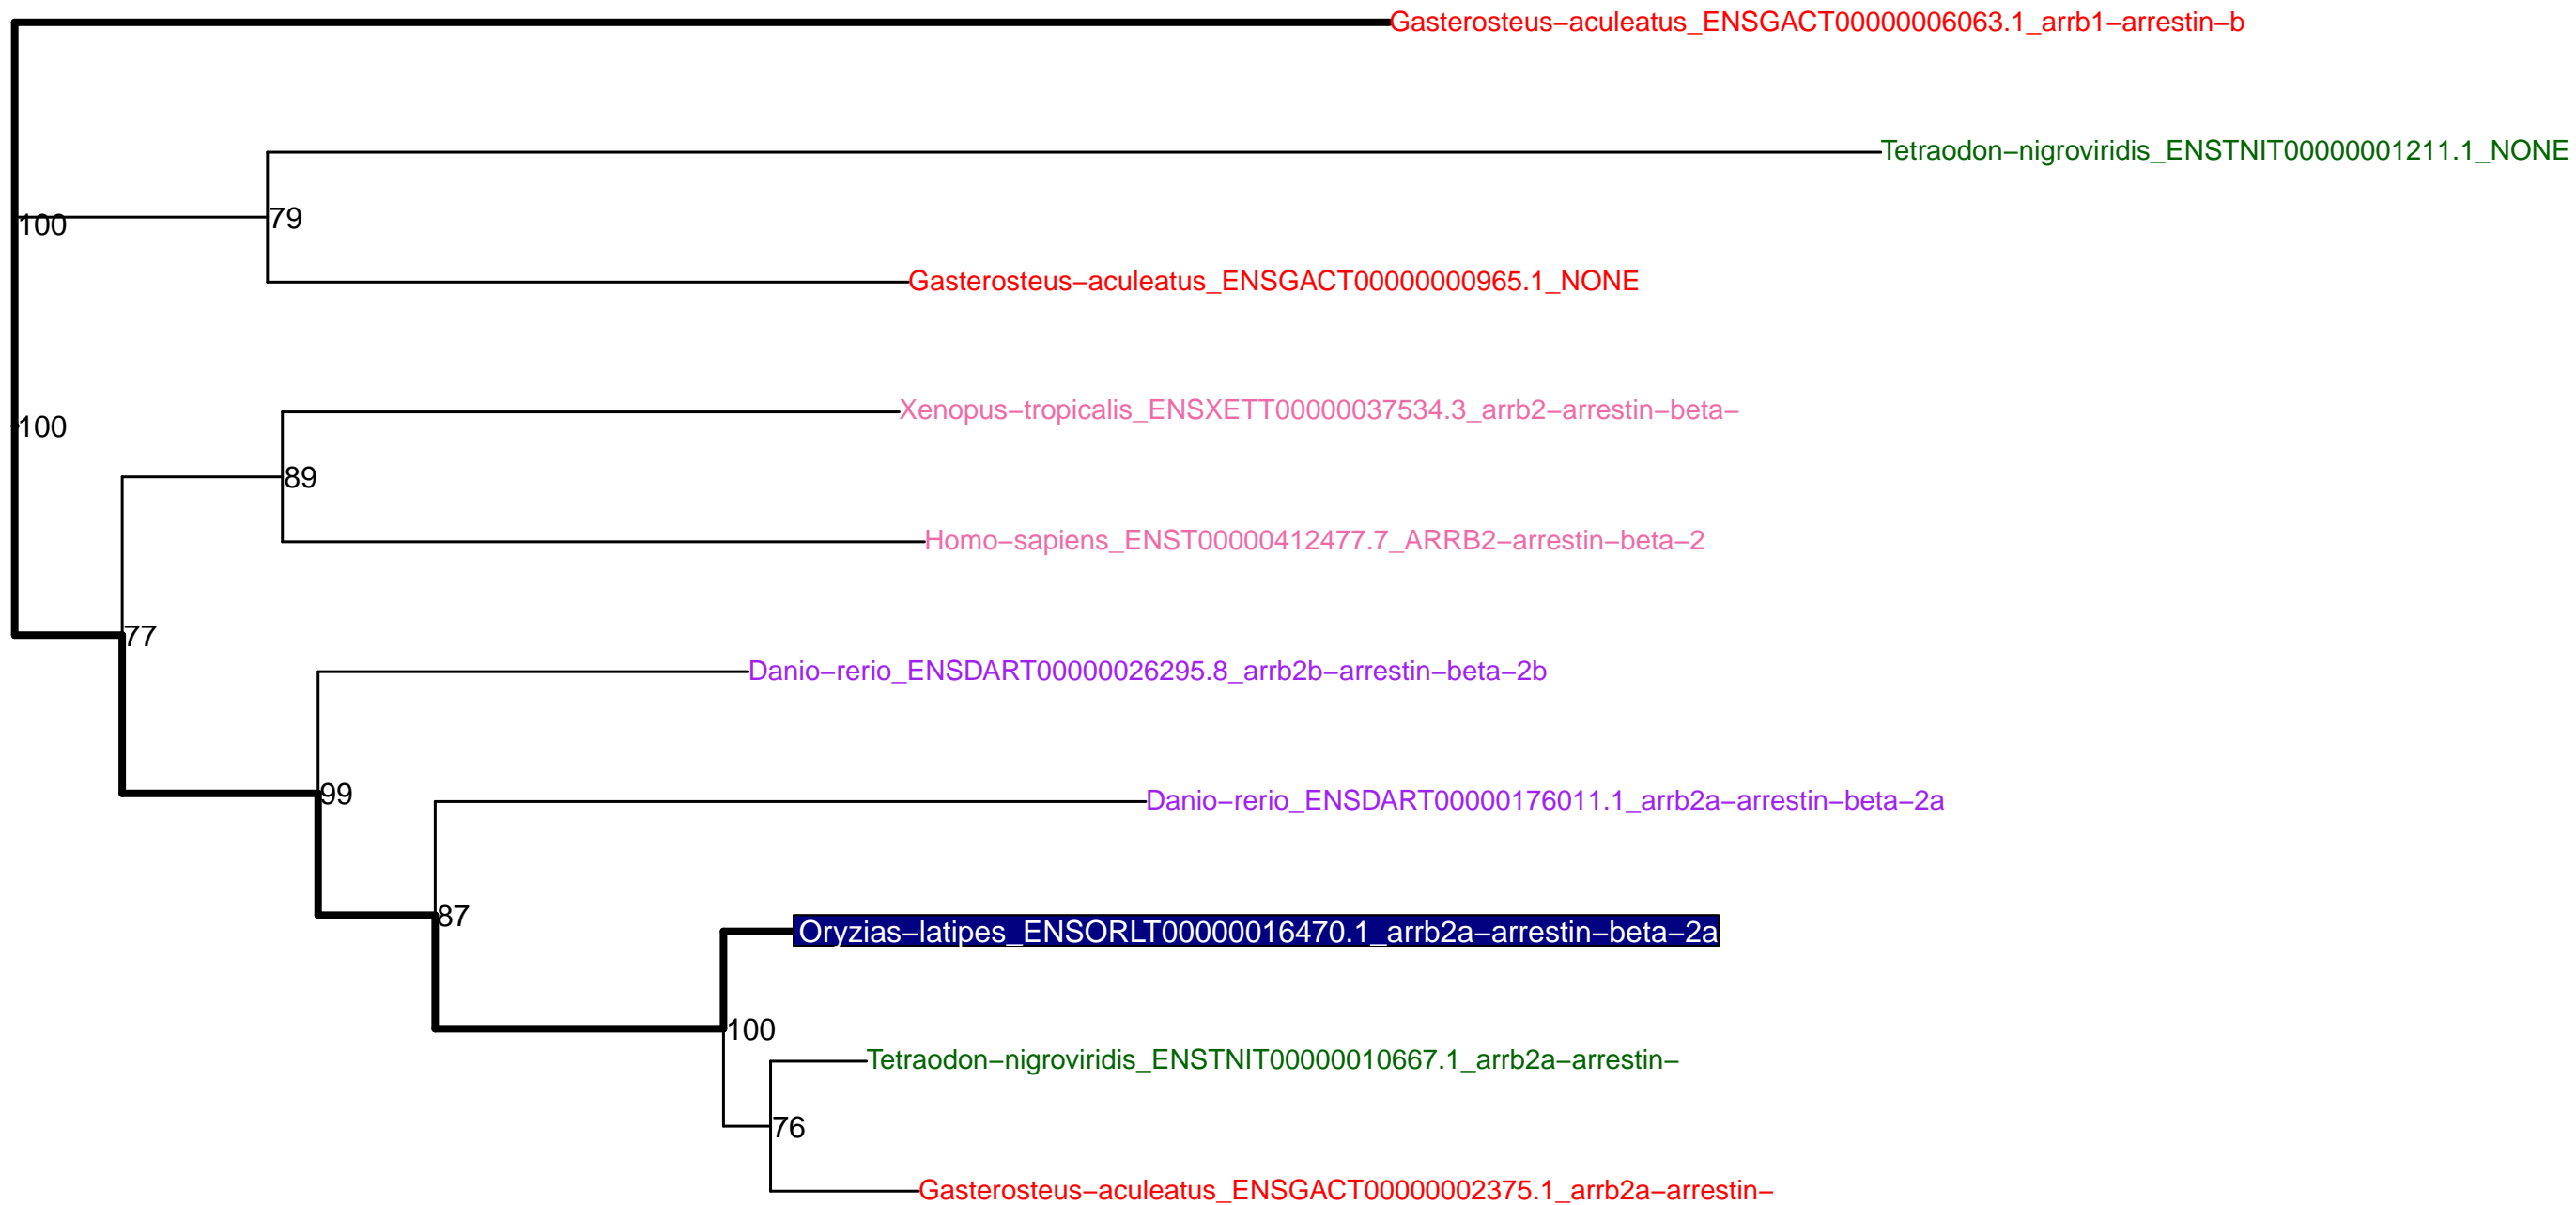 Gasterosteus−aculeatus_ENSGACT00000006063.1_arrb1−arrestin−b
Tetraodon−nigroviridis_ENSTNIT00000001211.1_NONE
100
79
Gasterosteus−aculeatus_ENSGACT00000000965.1_NONE
Xenopus−tropicalis_ENSXETT00000037534.3_arrb2−arrestin−beta−
100
89
Homo−sapiens_ENST00000412477.7_ARRB2−arrestin−beta−2
77
Danio−rerio_ENSDART00000026295.8_arrb2b−arrestin−beta−2b
99
Danio−rerio_ENSDART00000176011.1_arrb2a−arrestin−beta−2a
87
Oryzias−latipes_ENSORLT00000016470.1_arrb2a−arrestin−beta−2a
100
Tetraodon−nigroviridis_ENSTNIT00000010667.1_arrb2a−arrestin−
76
Gasterosteus−aculeatus_ENSGACT00000002375.1_arrb2a−arrestin−